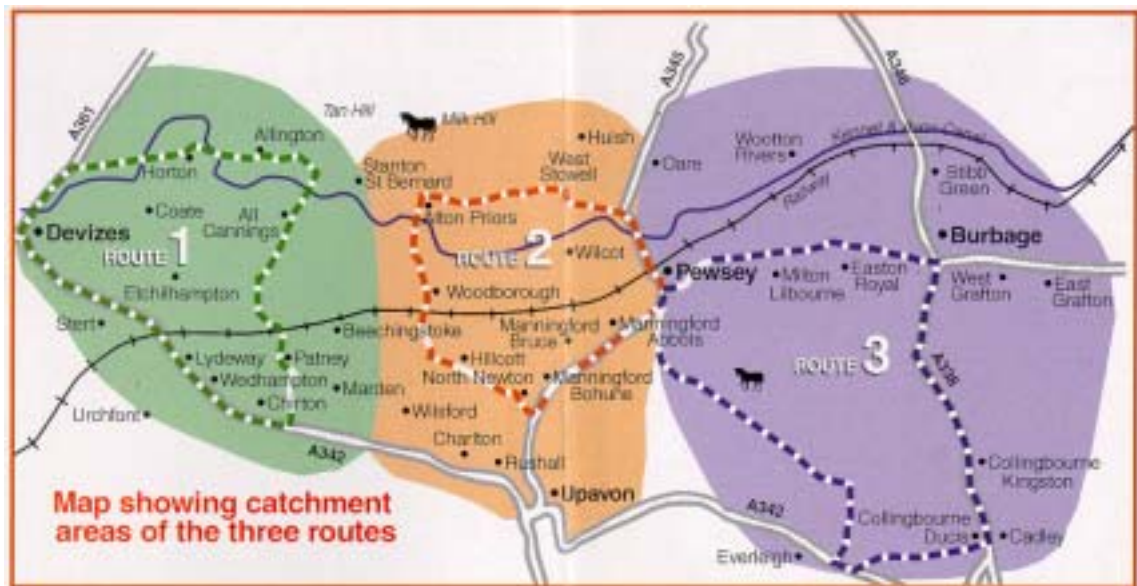 A361
Tan Hill
Milk Hill
A345
A346
Allington
Huish
Horton
Stanton
St Bernard
West
Stowell
Oare
Wootton
Rivers
Kennet & Avon Canal
Railway
Stibb
Green
Coate
All
Cannings
Alton Priors
Devizes
ROUTE 1
ROUTE 2
Wilcot
Burbage
Etchilhampton
Woodborough
Pewsey
Milton
Lilbourne
Easton
Royal
West
Grafton
East
Grafton
Stert
Beechingstoke
Manningford
Bruce
Manningford
Abbots
Lydeway
Patney
Hillcott
ROUTE 3
A338
Wedhampton
Marden
North Newton
Manningford
Bohune
Urchfont
Chirton
Wilsford
A342
Charlton
Rushall
Collingbourne
Kingston
Map showing catchment
areas of the three routes
Upavon
A342
Collingbourne
Ducis
Cadley
Everleigh